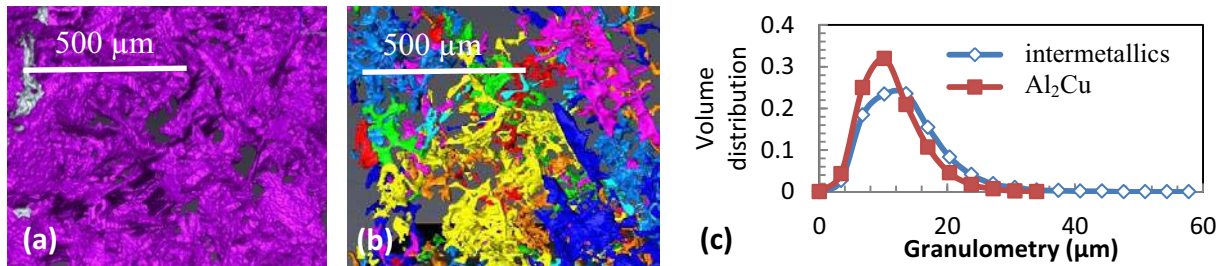 500 µm
(a)
500 µm
(b)
Volume
distribution
0.4
0.3
0.2
0.1
0
intermetallics
Al₂Cu
0
20
40
60
Granulometry (µm)
(c)